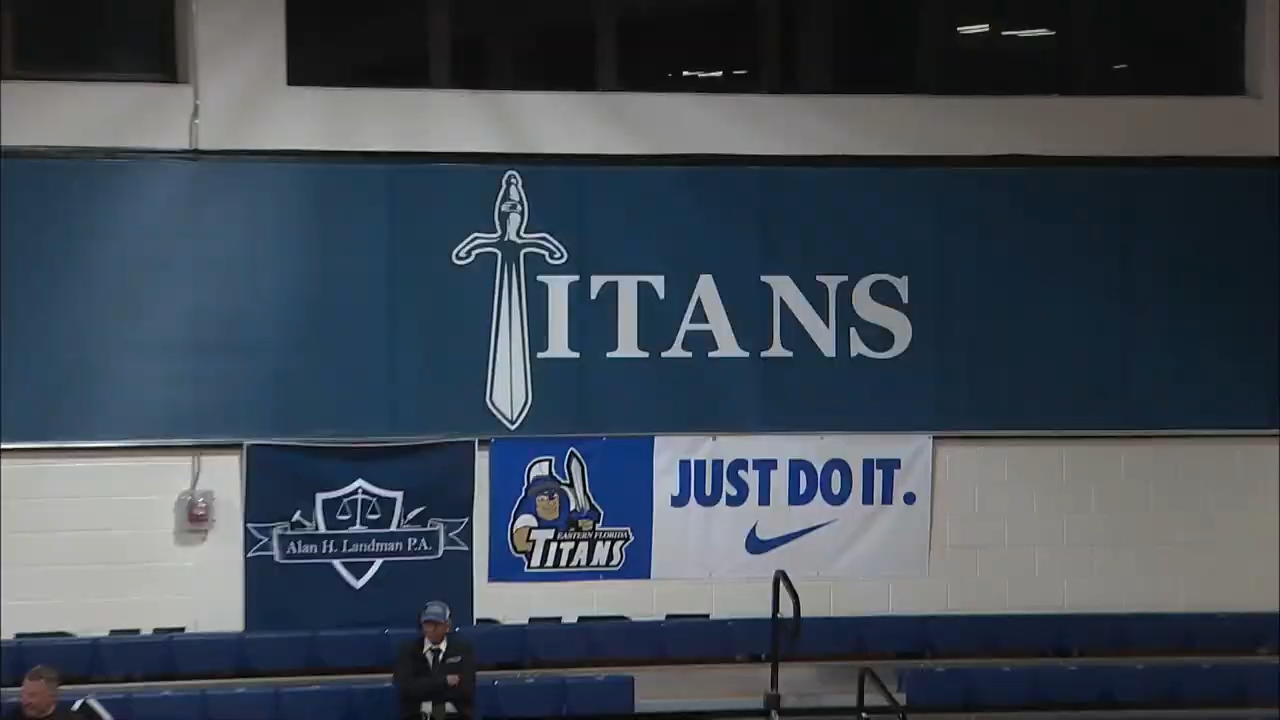 TITANS
Alan H. Landman P.A.
EASTERN FLORIDA
TITANS
JUST DO IT.